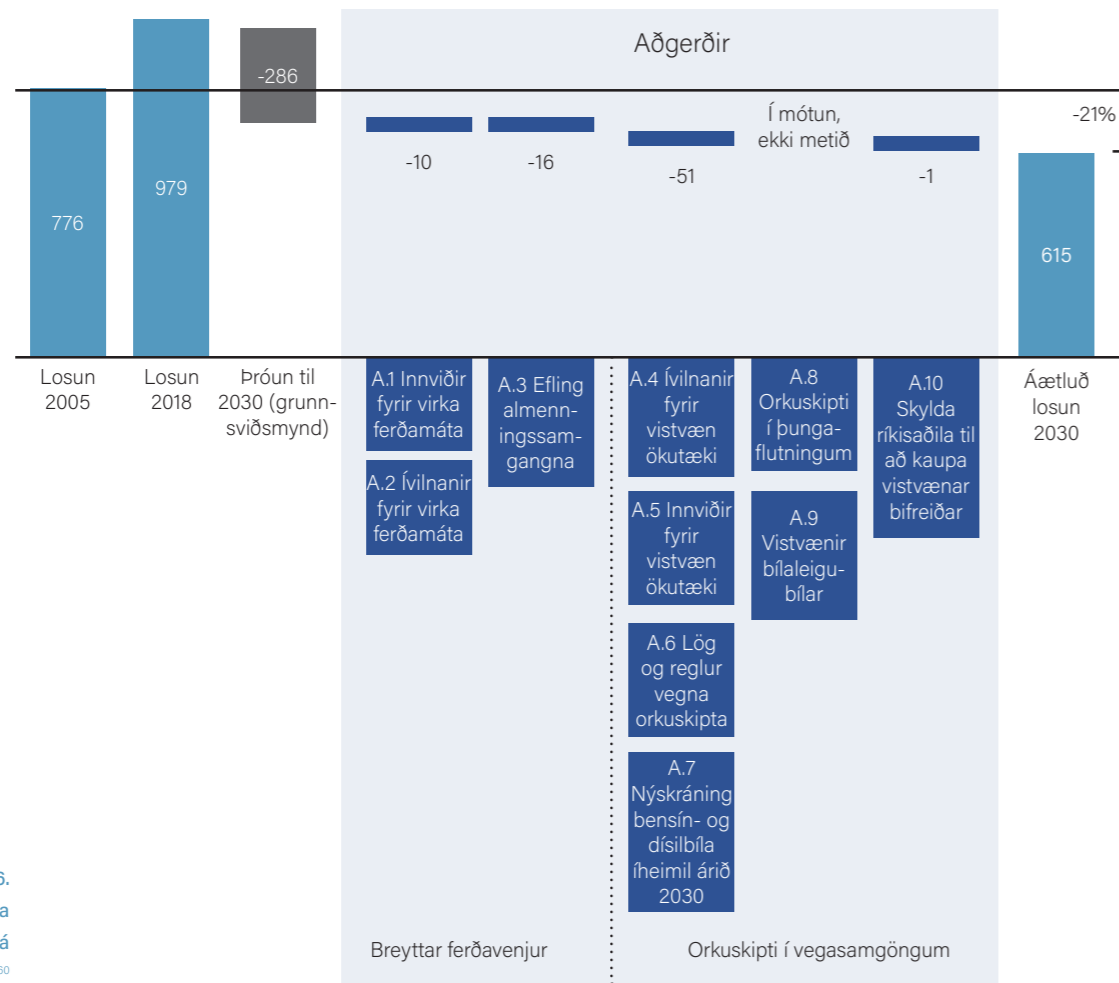 Aðgerðir
-286
-21%
Í mótun,
ekki metið
-10
-16
-51
-1
979
776
615
Losun
2005
Losun
2018
Þróun til
2030 (grunn-
sviðsmynd)
A.1 Innviðir
fyrir virka
ferðamáta
A.2 Ívilnanir
fyrir virka
ferðamáta
A.3 Efling
almenn-
ingssam-
gangna
A.4 Ívilnanir
fyrir
vistvæn
ökutæki
A.5 Innviðir
fyrir
vistvæn
ökutæki
A.6 Lög
og reglur
vegna
orkuskipta
A.7
Nýskráning
bensín- og
dísilbíla
íheimil árið
2030
A.8
Orkuskipti
í þunga-
flutningum
A.9
Vistvænir
bílaleigu-
bílar
A.10
Skylda
ríkisaðila til
að kaupa
vistvænar
bifreiðar
Áætluð
losun
2030
6.
a
á
60
Breyttar ferðavenjur
Orkuskipti í vegasamgöngum